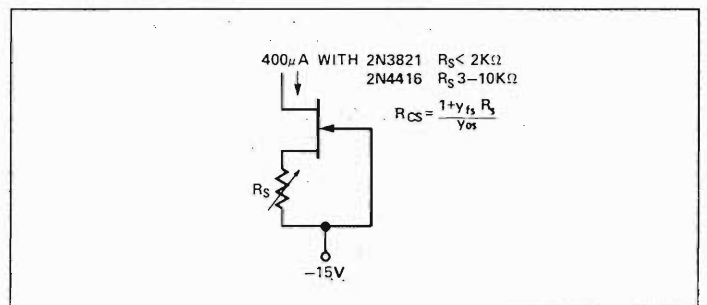 400μA WITH 2N3821 RS< 2KΩ
2N4416 RS 3–10KΩ
RCS = 1+yfs Rs / yos
RS
–15V